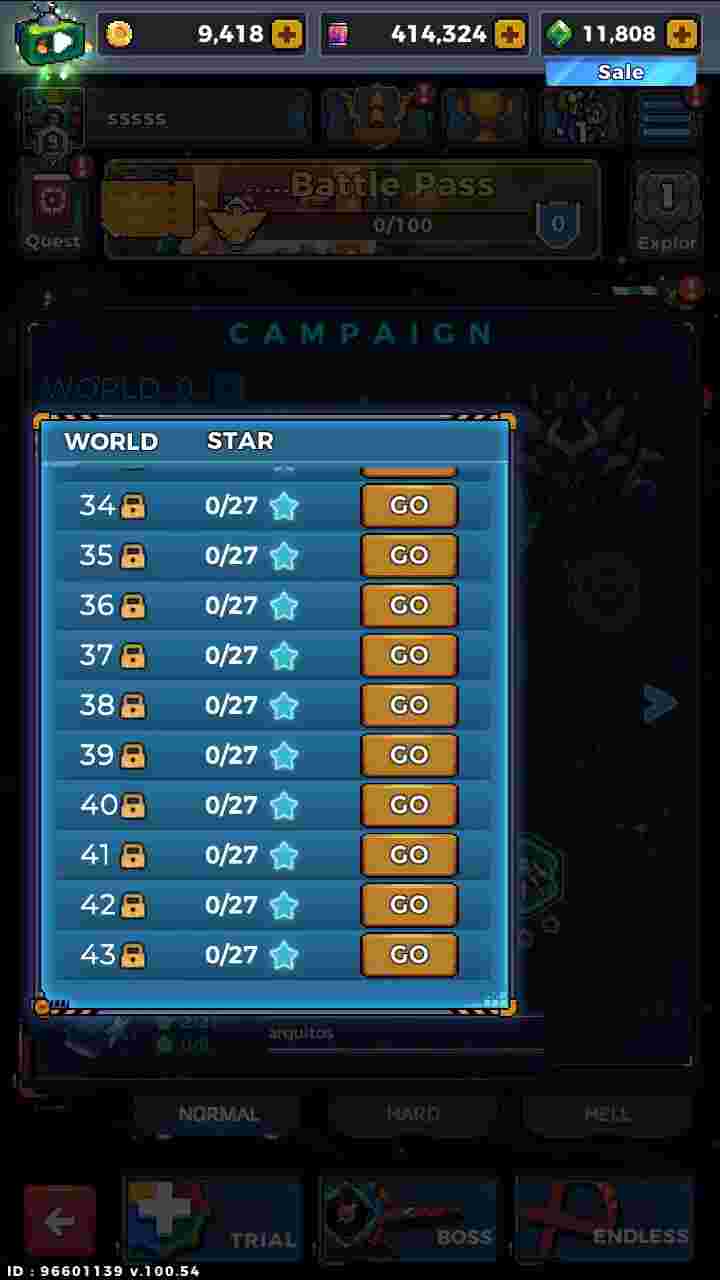 9,418
414,324
11,808
Sale
19
sssss
1
Battle Pass
0/100
0
Quest
1
Explor
CAMPAIGN
WORLD 0
WORLD STAR
34 0/27 GO
35 0/27 GO
36 0/27 GO
37 0/27 GO
38 0/27 GO
39 0/27 GO
40 0/27 GO
41 0/27 GO
42 0/27 GO
43 0/27 GO
arquitos
NORMAL HARD HELL
TRIAL BOSS ENDLESS
ID : 96601139 v.100.54